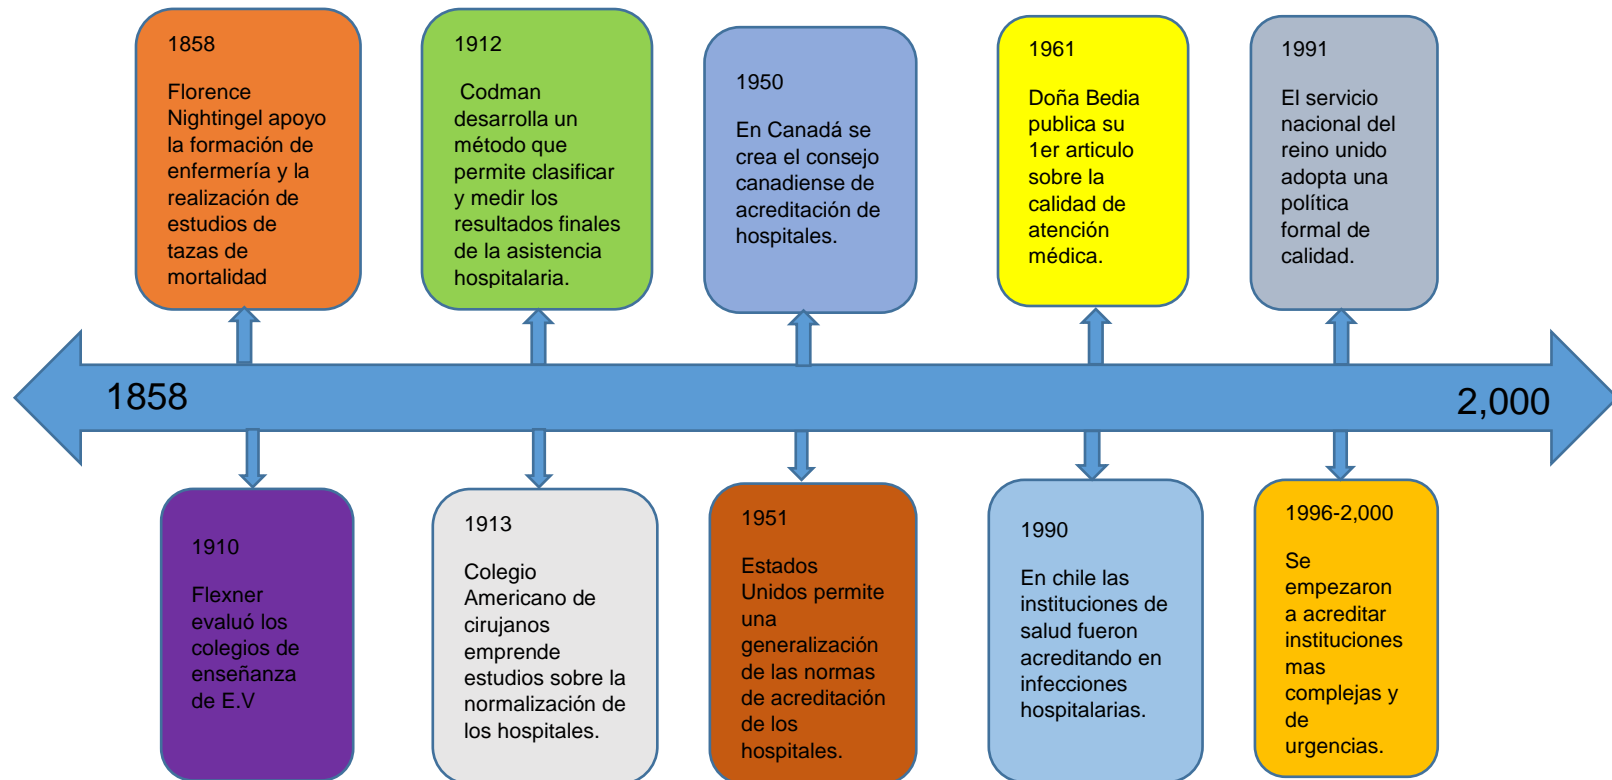 1858
Florence
Nightingel apoyo
la formación de
enfermería y la
realización de
estudios de
tazas de
mortalidad
1912
Codman
desarrolla un
método que
permite clasificar
y medir los
resultados finales
de la asistencia
hospitalaria.
1950
En Canadá se
crea el consejo
canadiense de
acreditación de
hospitales.
1961
Doña Bedia
publica su
1er articulo
sobre la
calidad de
atención
médica.
1991
El servicio
nacional del
reino unido
adopta una
política
formal de
calidad.
1858
2,000
1910
Flexner
evaluó los
colegios de
enseñanza
de E.V
1913
Colegio
Americano de
cirujanos
emprende
estudios sobre la
normalización de
los hospitales.
1951
Estados
Unidos permite
una
generalización
de las normas
de acreditación
de los
hospitales.
1990
En chile las
instituciones de
salud fueron
acreditando en
infecciones
hospitalarias.
1996-2,000
Se
empezaron
a acreditar
instituciones
mas
complejas y
de
urgencias.